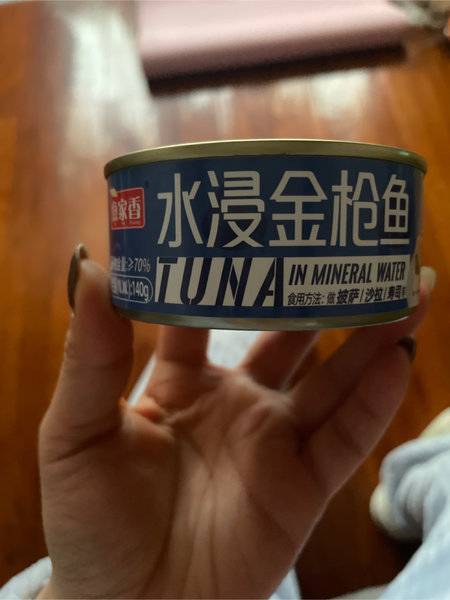 鱼家香
水浸金枪鱼
≥70%
140g
TUNA
IN MINERAL WATER
食用方法：做披萨/沙拉/寿司